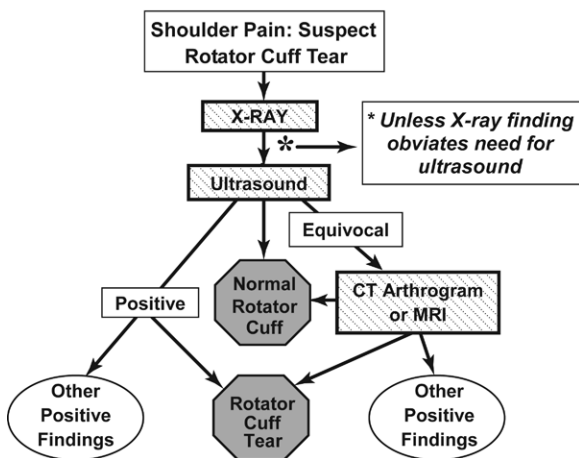 Shoulder Pain: Suspect
Rotator Cuff Tear
X-RAY
*
* Unless X-ray finding
obviates need for
ultrasound
Ultrasound
Equivocal
Normal
Rotator
Cuff
CT Arthrogram
or MRI
Positive
Other
Positive
Findings
Rotator
Cuff
Tear
Other
Positive
Findings